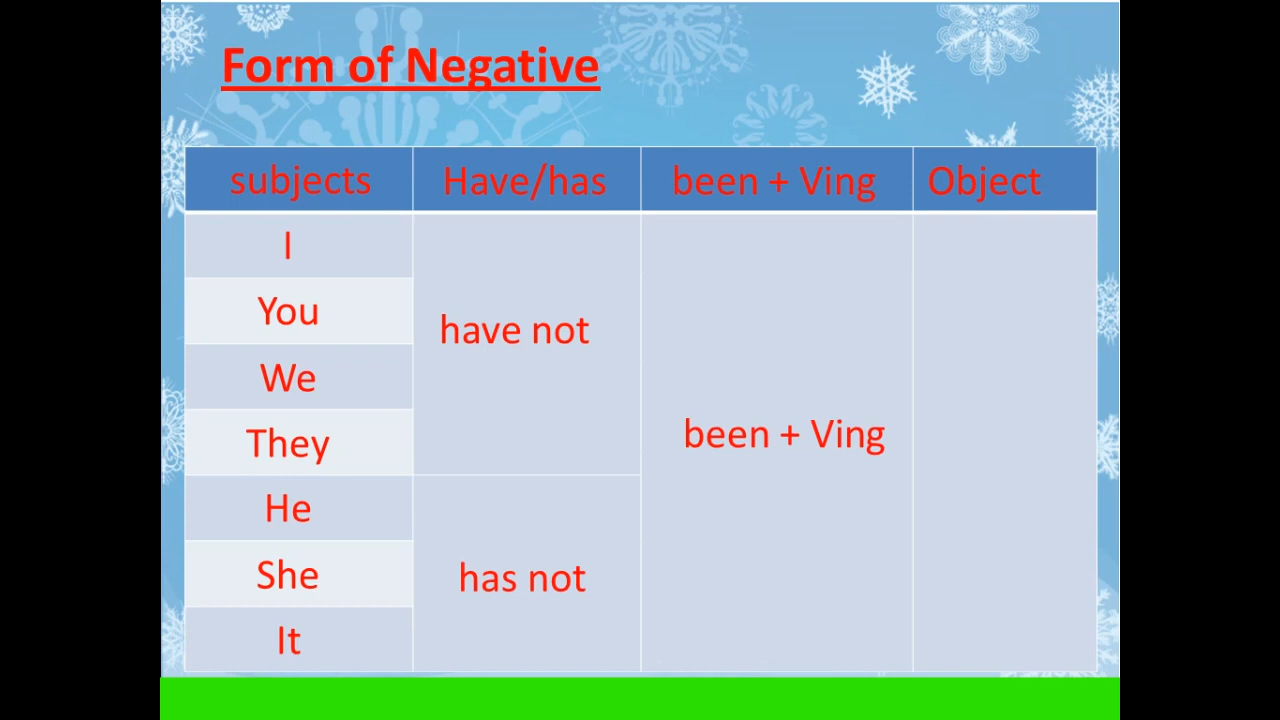 Form of Negative
subjects Have/has been + Ving Object
I
You
have not
We
They
been + Ving
He
She
has not
It